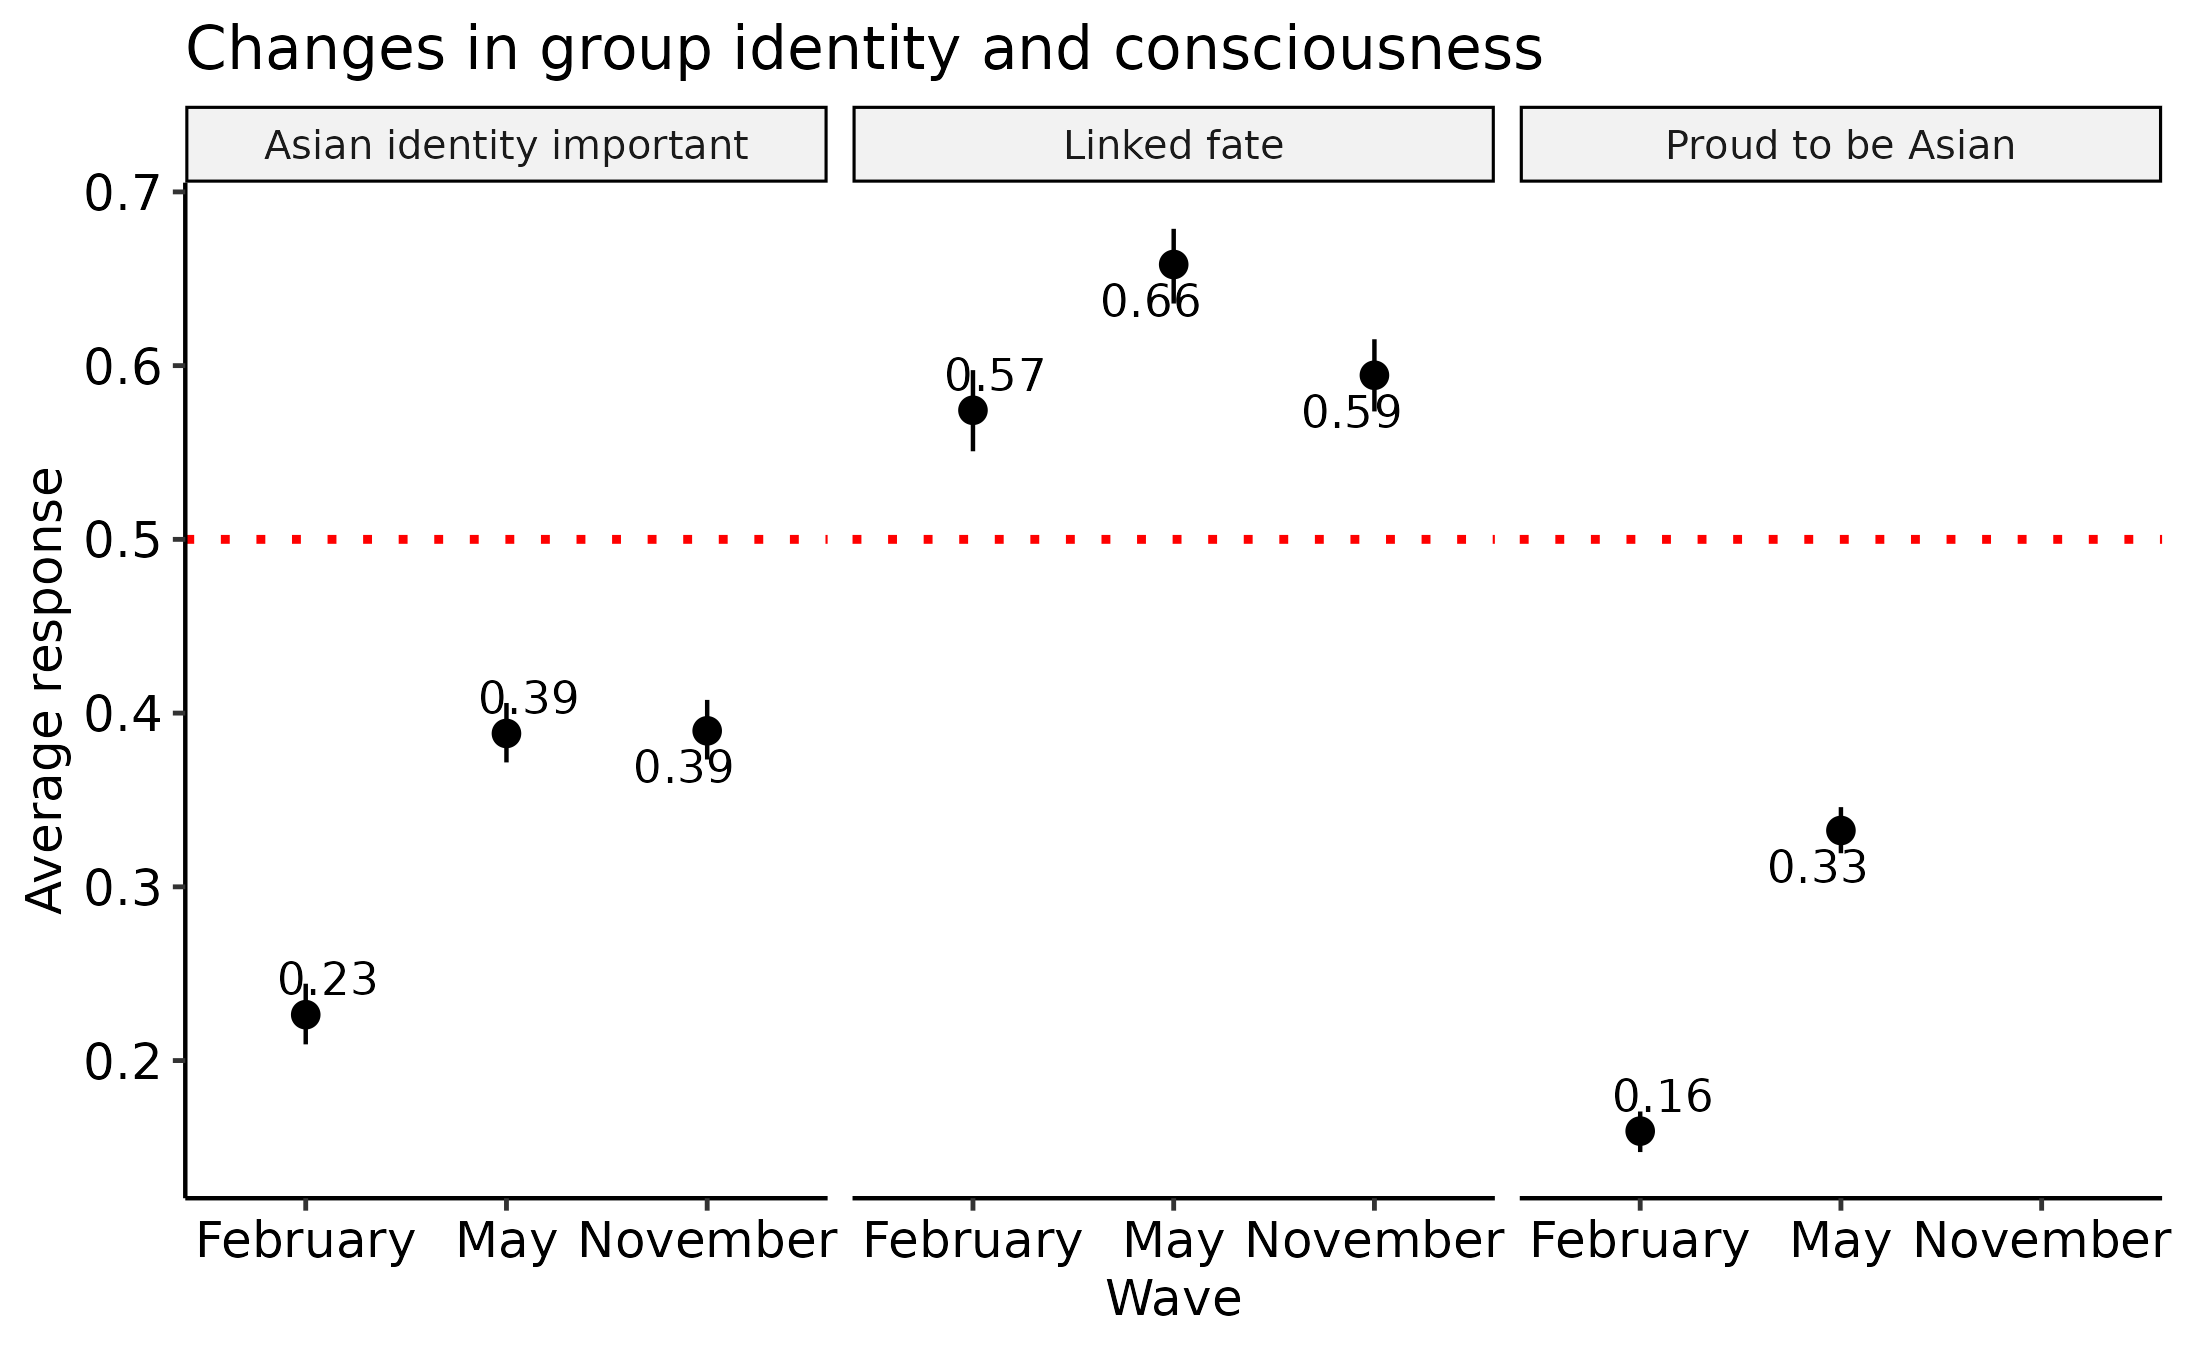 Changes in group identity and consciousness
Asian identity important
Linked fate
Proud to be Asian
Average response
0.7
0.6
0.5
0.4
0.3
0.2
0.23
0.39
0.39
0.57
0.66
0.59
0.16
0.33
February May November
February May November
February May November
Wave